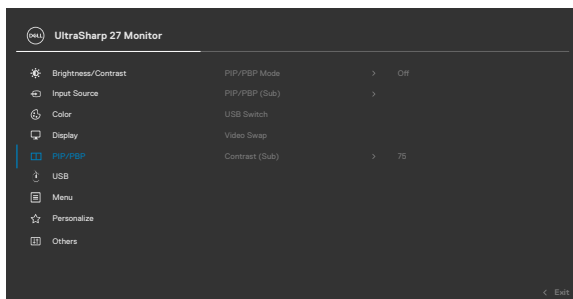 DELL UltraSharp 27 Monitor
Brightness/Contrast PIP/PBP Mode > Off
Input Source PIP/PBP (Sub) >
Color USB Switch
Display Video Swap
PIP/PBP Contrast (Sub) > 75
USB
Menu
Personalize
Others
< Exit